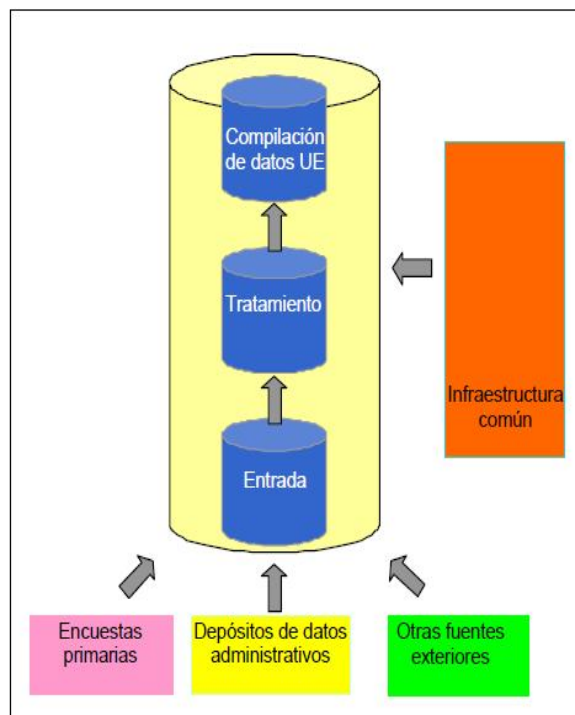 Compilación
de datos UE
Tratamiento
Infraestructura
común
Entrada
Encuestas
primarias
Depósitos de datos
administrativos
Otras fuentes
exteriores